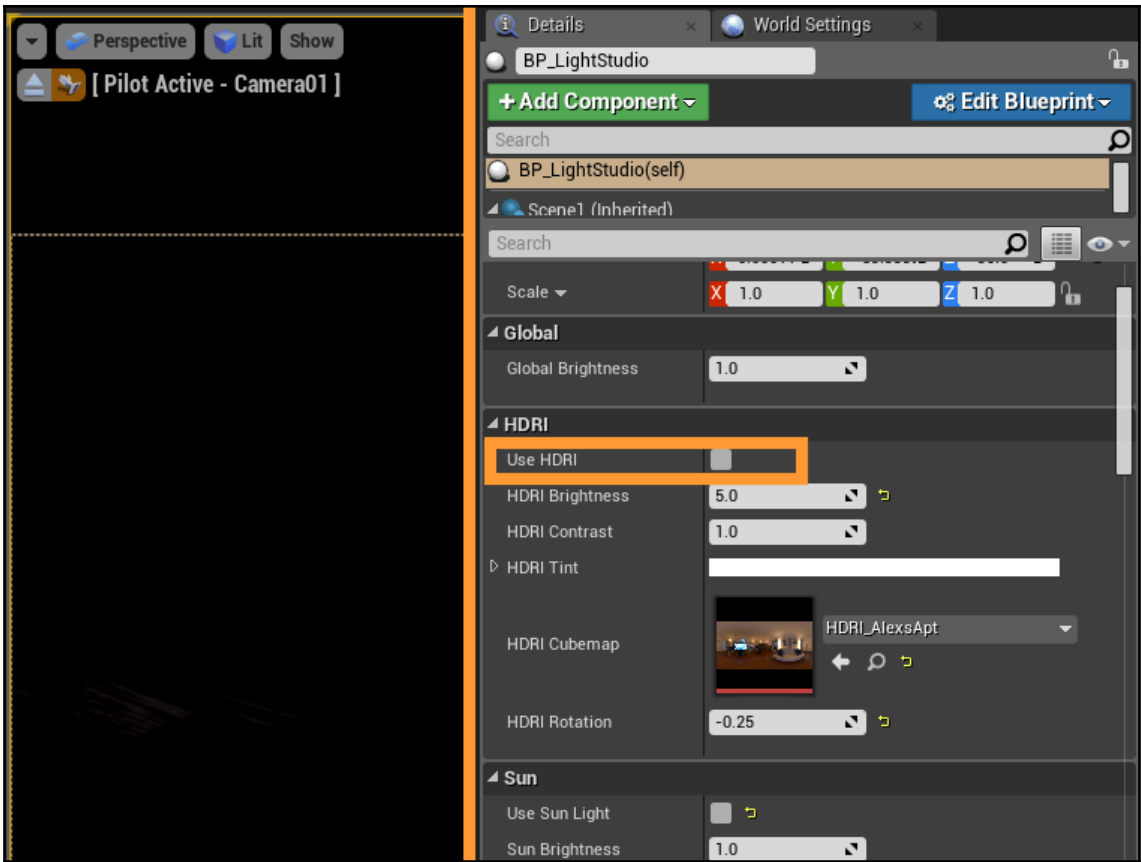 Perspective Lit Show
[ Pilot Active - Camera01 ]
Details World Settings
BP_LightStudio
+Add Component Edit Blueprint
Search
BP_LightStudio(self)
Scene1 (Inherited)
Search
Scale X 1.0 Y 1.0 Z 1.0
Global
Global Brightness 1.0
HDRI
Use HDRI
HDRI Brightness 5.0
HDRI Contrast 1.0
HDRI Tint
HDRI Cubemap HDRI_AlexsApt
HDRI Rotation -0.25
Sun
Use Sun Light
Sun Brightness 1.0